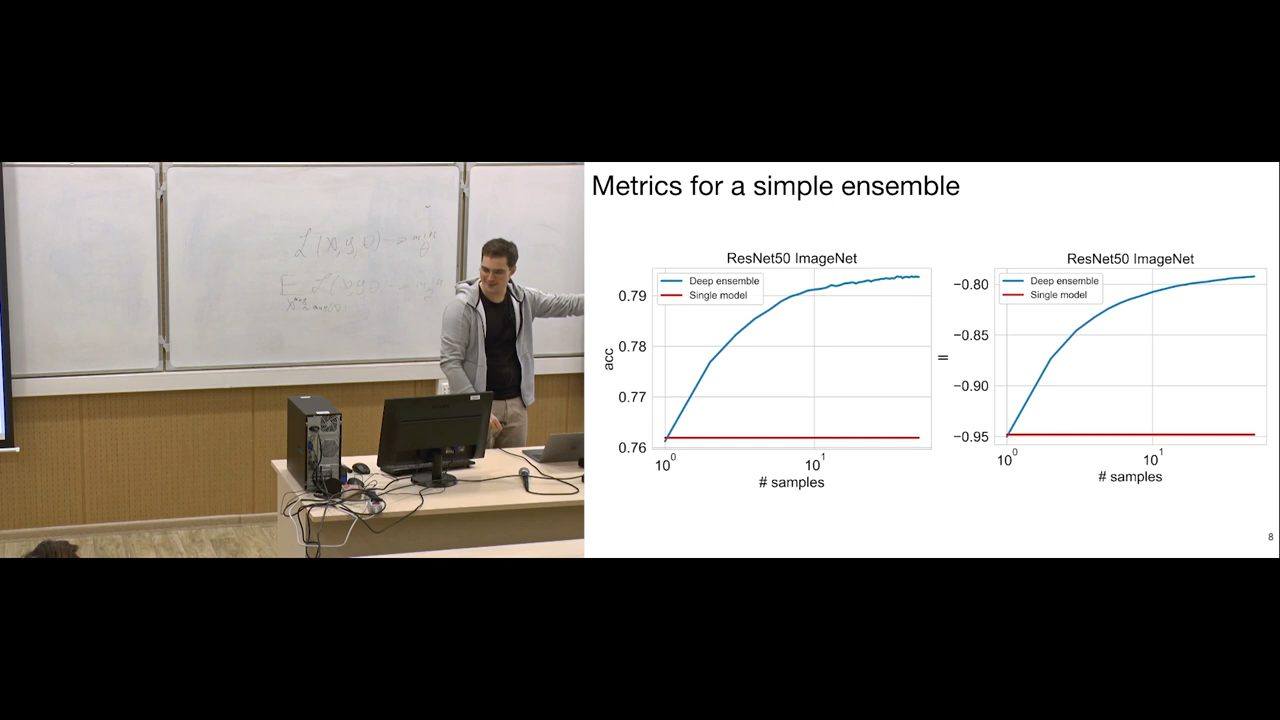 Metrics for a simple ensemble
ResNet50 ImageNet
Deep ensemble
Single model
0.79
0.78
0.77
0.76
acc
10^0
10^1
# samples
ResNet50 ImageNet
Deep ensemble
Single model
−0.80
−0.85
−0.90
−0.95
ll
10^0
10^1
# samples
8
L (x, y, θ) → min
θ